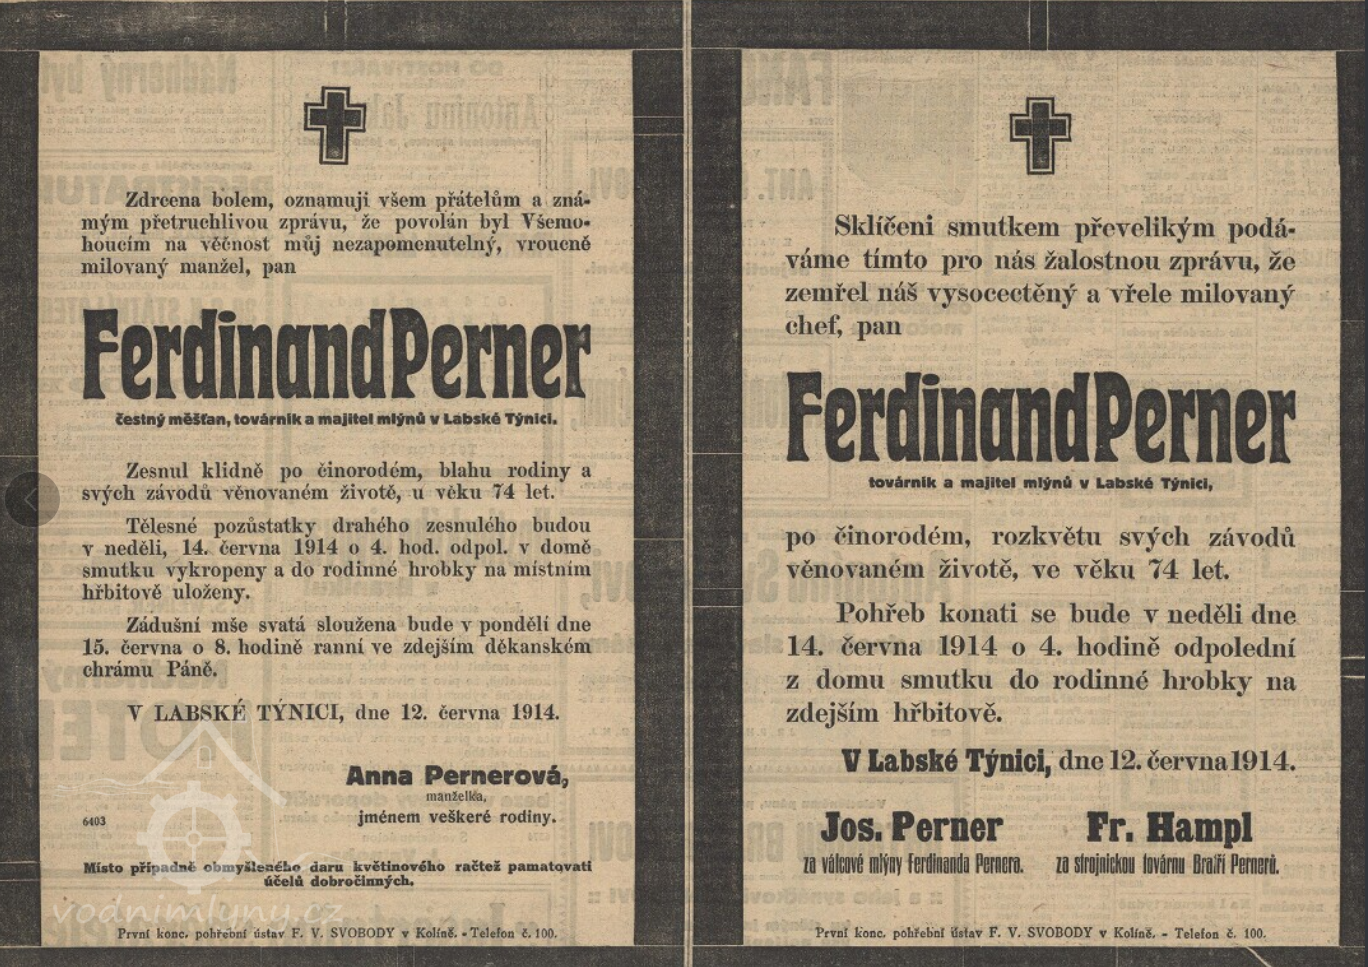 Zdrcena bolem, oznamuji všem přátelům a zná-
mým přetruchlivou zprávu, že povolán byl Všemo-
houcím na věčnost můj nezapomenutelný, vroucně
milovaný manžel, pan
Ferdinand Perner
čestný měšťan, továrník a majitel mlýnů v Labské Týnici.
Zesnul klidně po činorodém, blahu rodiny a
svých závodů věnovaném životě, u věku 74 let.
Tělesné pozůstatky drahého zesnulého budou
v neděli, 14. června 1914 o 4. hod. odpol. v domě
smutku vykropeny a do rodinné hrobky na místním
hřbitově uloženy.
Zádušní mše svatá sloužena bude v pondělí dne
15. června o 8. hodině ranní ve zdejším děkanském
chrámu Páně.
V LABSKÉ TÝNICI, dne 12. června 1914.
Anna Pernerová,
manželka,
6403
jménem veškeré rodiny.
Místo případně obmyšleného daru květinového račtež pamatovati
účelů dobročinných.
vodnimlyny.cz
První konc. pohřební ústav F. V. SVOBODY v Kolíně. - Telefon č. 100.
Sklíčeni smutkem převelikým podá-
váme tímto pro nás žalostnou zprávu, že
zemřel náš vysocectěný a vřele milovaný
chef, pan
Ferdinand Perner
továrník a majitel mlýnů v Labské Týnici,
po činorodém, rozkvětu svých závodů
věnovaném životě, ve věku 74 let.
Pohřeb konati se bude v neděli dne
14. června 1914 o 4. hodině odpolední
z domu smutku do rodinné hrobky na
zdejším hřbitově.
V Labské Týnici, dne 12. června 1914.
Jos. Perner
za válcové mlýny Ferdinanda Pernera.
Fr. Hampl
za strojnickou továrnu Bratří Pernerů.
První konc. pohřební ústav F. V. SVOBODY v Kolíně. - Telefon č. 100.